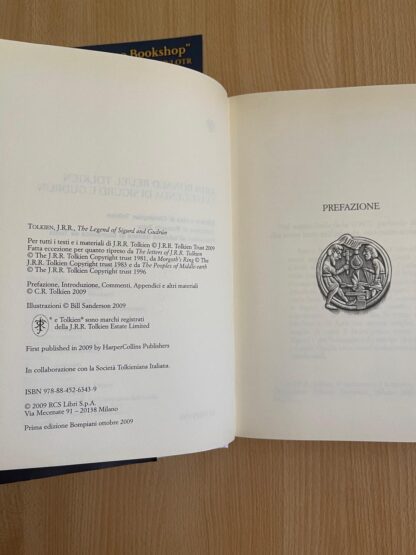 Bookshop"
LOTR
TOLKIEN, J.R.R., The Legend of Sigurd and Gudrún
Per tutti i testi e i materiali di J.R.R. Tolkien © J.R.R. Tolkien Trust 2009
Fatta eccezione per quanto ripreso da The letters of J.R.R. Tolkien
© The J.R.R. Tolkien Copyright trust 1981, da Morgoth's Ring © The
J.R.R. Tolkien Copyright trust 1983 e da The Peoples of Middle-earth
© The J.R.R. Tolkien Copyright trust 1996
Prefazione, Introduzione, Commenti, Appendici e altri materiali
© C.R. Tolkien 2009
Illustrazioni © Bill Sanderson 2009
® e Tolkien® sono marchi registrati
della J.R.R. Tolkien Estate Limited
First published in 2009 by HarperCollins Publishers
In collaborazione con la Società Tolkieniana Italiana.
ISBN 978-88-452-6343-9
© 2009 RCS Libri S.p.A.
Via Mecenate 91 – 20138 Milano
Prima edizione Bompiani ottobre 2009
PREFAZIONE